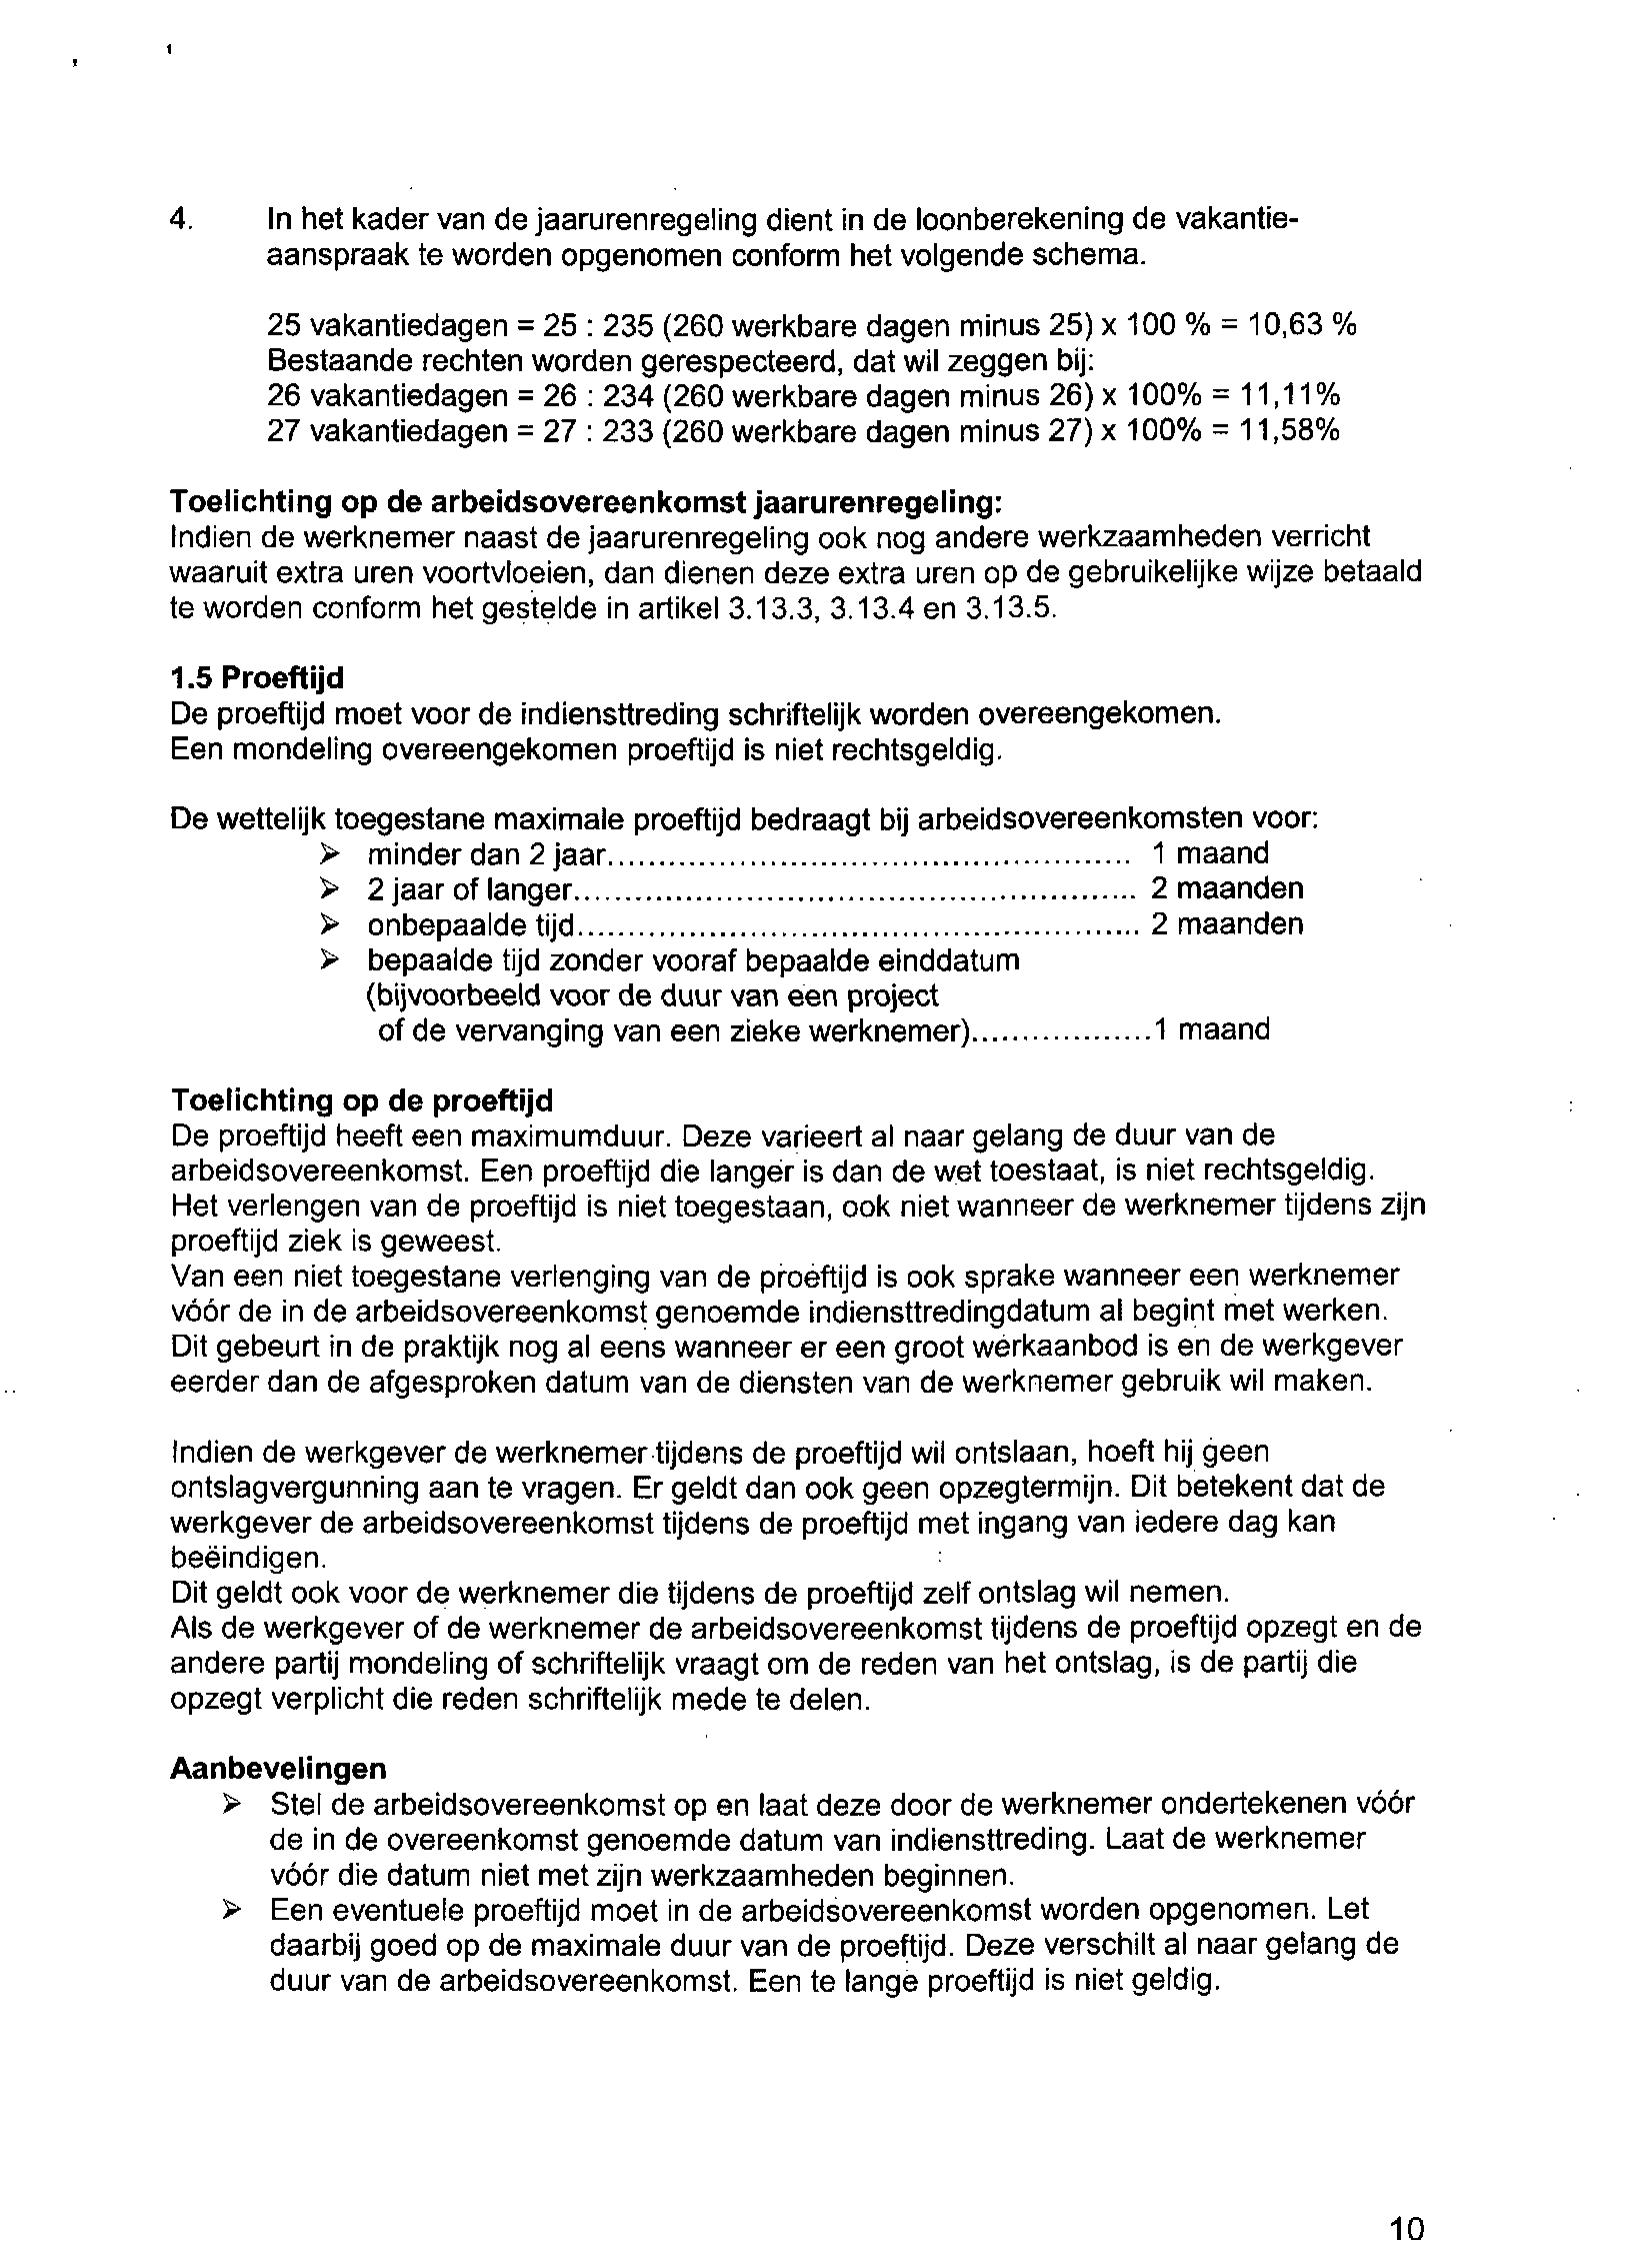 4. In het kader van de jaarurenregeling dient in de loonberekening de vakantie-
aanspraak te worden opgenomen conform het volgende schema.
25 vakantiedagen = 25 : 235 (260 werkbare dagen minus 25) x 100 % = 10,63 %
Bestaande rechten worden gerespecteerd, dat wil zeggen bij:
26 vakantiedagen = 26 : 234 (260 werkbare dagen minus 26) x 100% = 11,11%
27 vakantiedagen = 27 : 233 (260 werkbare dagen minus 27) x 100% = 11,58%
Toelichting op de arbeidsovereenkomst jaarurenregeling:
Indien de werknemer naast de jaarurenregeling ook nog andere werkzaamheden verricht
waaruit extra uren voortvloeien, dan dienen deze extra uren op de gebruikelijke wijze betaald
te worden conform het gestelde in artikel 3.13.3, 3.13.4 en 3.13.5.
1.5 Proeftijd
De proeftijd moet voor de indiensttreding schriftelijk worden overeengekomen.
Een mondeling overeengekomen proeftijd is niet rechtsgeldig.
De wettelijk toegestane maximale proeftijd bedraagt bij arbeidsovereenkomsten voor:
➢ minder dan 2 jaar.................................................... 1 maand
➢ 2 jaar of langer........................................................ 2 maanden
➢ onbepaalde tijd........................................................ 2 maanden
➢ bepaalde tijd zonder vooraf bepaalde einddatum
(bijvoorbeeld voor de duur van een project
of de vervanging van een zieke werknemer)..................1 maand
Toelichting op de proeftijd
De proeftijd heeft een maximumduur. Deze varieert al naar gelang de duur van de
arbeidsovereenkomst. Een proeftijd die langer is dan de wet toestaat, is niet rechtsgeldig.
Het verlengen van de proeftijd is niet toegestaan, ook niet wanneer de werknemer tijdens zijn
proeftijd ziek is geweest.
Van een niet toegestane verlenging van de proeftijd is ook sprake wanneer een werknemer
vóór de in de arbeidsovereenkomst genoemde indiensttredingdatum al begint met werken.
Dit gebeurt in de praktijk nog al eens wanneer er een groot werkaanbod is en de werkgever
eerder dan de afgesproken datum van de diensten van de werknemer gebruik wil maken.
Indien de werkgever de werknemer tijdens de proeftijd wil ontslaan, hoeft hij geen
ontslagvergunning aan te vragen. Er geldt dan ook geen opzegtermijn. Dit betekent dat de
werkgever de arbeidsovereenkomst tijdens de proeftijd met ingang van iedere dag kan
beëindigen.
Dit geldt ook voor de werknemer die tijdens de proeftijd zelf ontslag wil nemen.
Als de werkgever of de werknemer de arbeidsovereenkomst tijdens de proeftijd opzegt en de
andere partij mondeling of schriftelijk vraagt om de reden van het ontslag, is de partij die
opzegt verplicht die reden schriftelijk mede te delen.
Aanbevelingen
➢ Stel de arbeidsovereenkomst op en laat deze door de werknemer ondertekenen vóór
de in de overeenkomst genoemde datum van indiensttreding. Laat de werknemer
vóór die datum niet met zijn werkzaamheden beginnen.
➢ Een eventuele proeftijd moet in de arbeidsovereenkomst worden opgenomen. Let
daarbij goed op de maximale duur van de proeftijd. Deze verschilt al naar gelang de
duur van de arbeidsovereenkomst. Een te lange proeftijd is niet geldig.
10